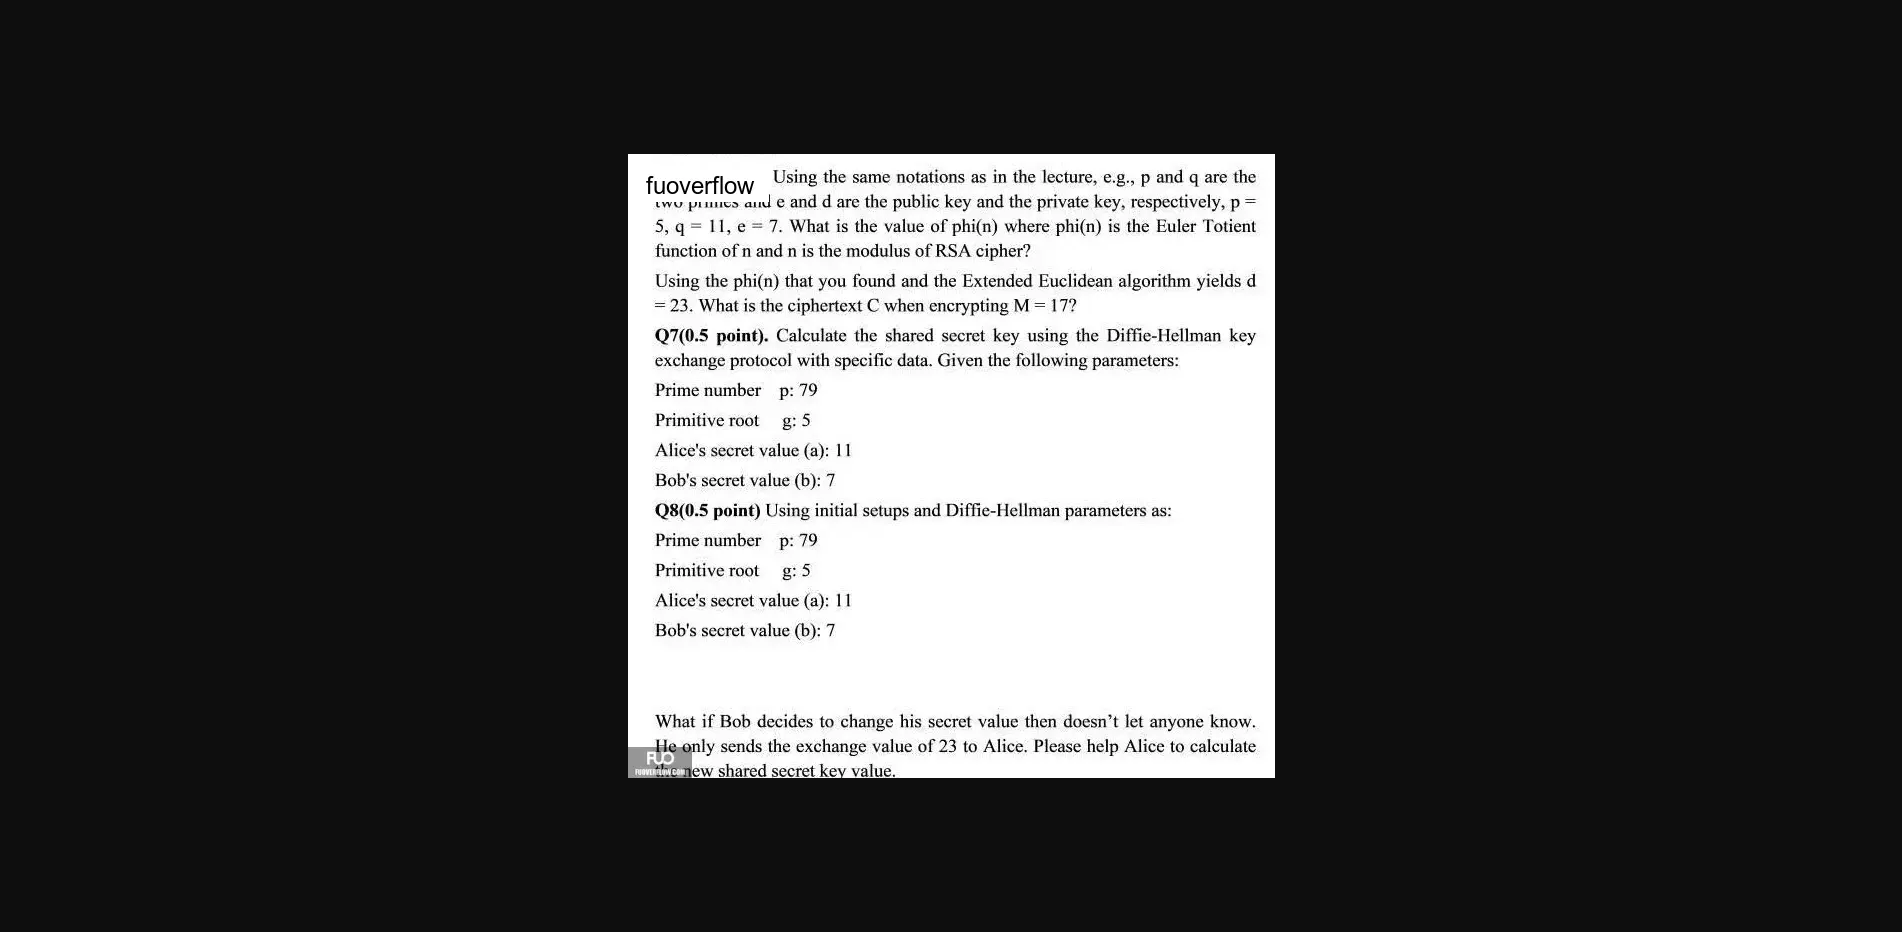 fuoverflow Using the same notations as in the lecture, e.g., p and q are the
two primes and e and d are the public key and the private key, respectively, p =
5, q = 11, e = 7. What is the value of phi(n) where phi(n) is the Euler Totient
function of n and n is the modulus of RSA cipher?
Using the phi(n) that you found and the Extended Euclidean algorithm yields d
= 23. What is the ciphertext C when encrypting M = 17?
Q7(0.5 point). Calculate the shared secret key using the Diffie-Hellman key
exchange protocol with specific data. Given the following parameters:
Prime number p: 79
Primitive root g: 5
Alice's secret value (a): 11
Bob's secret value (b): 7
Q8(0.5 point) Using initial setups and Diffie-Hellman parameters as:
Prime number p: 79
Primitive root g: 5
Alice's secret value (a): 11
Bob's secret value (b): 7
What if Bob decides to change his secret value then doesn’t let anyone know.
He only sends the exchange value of 23 to Alice. Please help Alice to calculate
the new shared secret key value.
FUO
FUOVERFLOW.COM